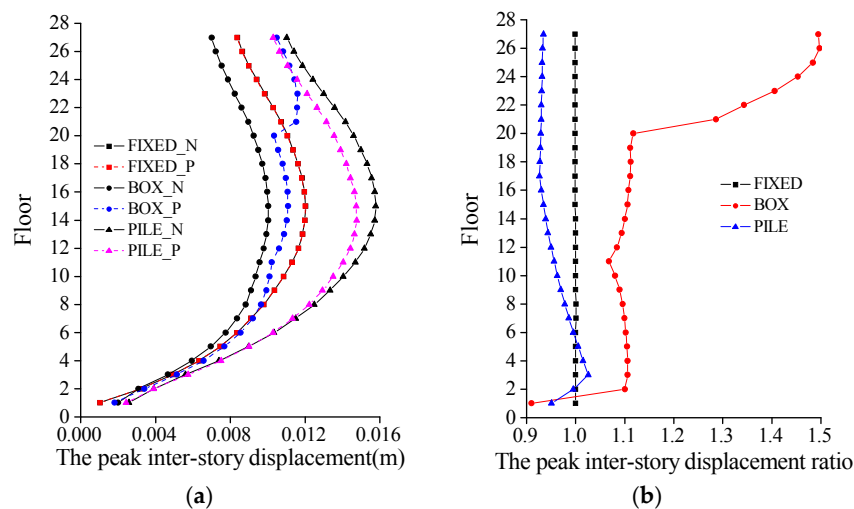 28
26
24
22
20
18
16
14
12
10
8
6
4
2
0
Floor
FIXED_N
FIXED_P
BOX_N
BOX_P
PILE_N
PILE_P
0.000 0.004 0.008 0.012 0.016
The peak inter-story displacement(m)
(a)
28
26
24
22
20
18
16
14
12
10
8
6
4
2
0
Floor
FIXED
BOX
PILE
0.9 1.0 1.1 1.2 1.3 1.4 1.5
The peak inter-story displacement ratio
(b)